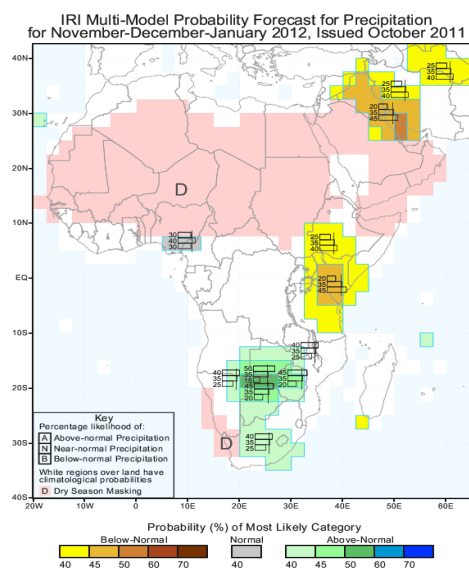 IRI Multi-Model Probability Forecast for Precipitation
for November-December-January 2012, Issued October 2011
40N
30N
20N
10N
EQ
10S
20S
30S
40S
20W
10W
0
10E
20E
30E
40E
50E
60E
25
35
40
25
35
40
20
35
45
D
30
40
30
25
35
40
20
35
45
40
35
25
40
35
25
50
35
15
45
35
20
45
35
20
D
40
35
25
Key
Percentage likelihood of:
A Above-normal Precipitation
N Near-normal Precipitation
B Below-normal Precipitation
White regions over land have
climatological probabilities
D Dry Season Masking
Probability (%) of Most Likely Category
Below-Normal Normal Above-Normal
40 45 50 60 70 40 40 45 50 60 70